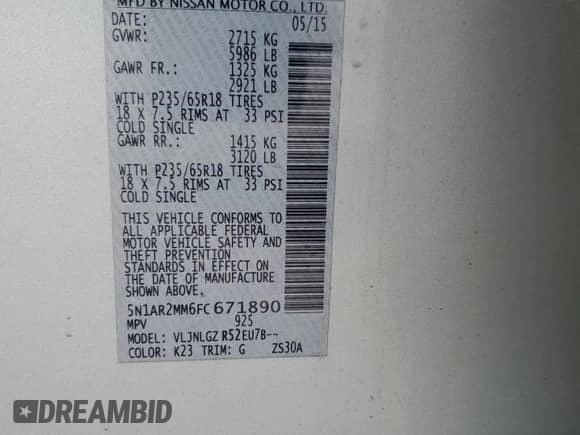 MFD BY NISSAN MOTOR CO., LTD.
DATE: 05/15
GVWR: 2715 KG
5986 LB
GAWR FR.: 1325 KG
2921 LB
WITH P235/65R18 TIRES
18 X 7.5 RIMS AT 33 PSI
COLD SINGLE
GAWR RR.: 1415 KG
3120 LB
WITH P235/65R18 TIRES
18 X 7.5 RIMS AT 33 PSI
COLD SINGLE
THIS VEHICLE CONFORMS TO
ALL APPLICABLE FEDERAL
MOTOR VEHICLE SAFETY AND
THEFT PREVENTION
STANDARDS IN EFFECT ON
THE DATE OF MANUFACTURE
SHOWN ABOVE.
5N1AR2MM6FC671890
MPV 925
MODEL: VLJNLGZ R52EU7B--
COLOR: K23 TRIM: G ZS30A
DREAMBID